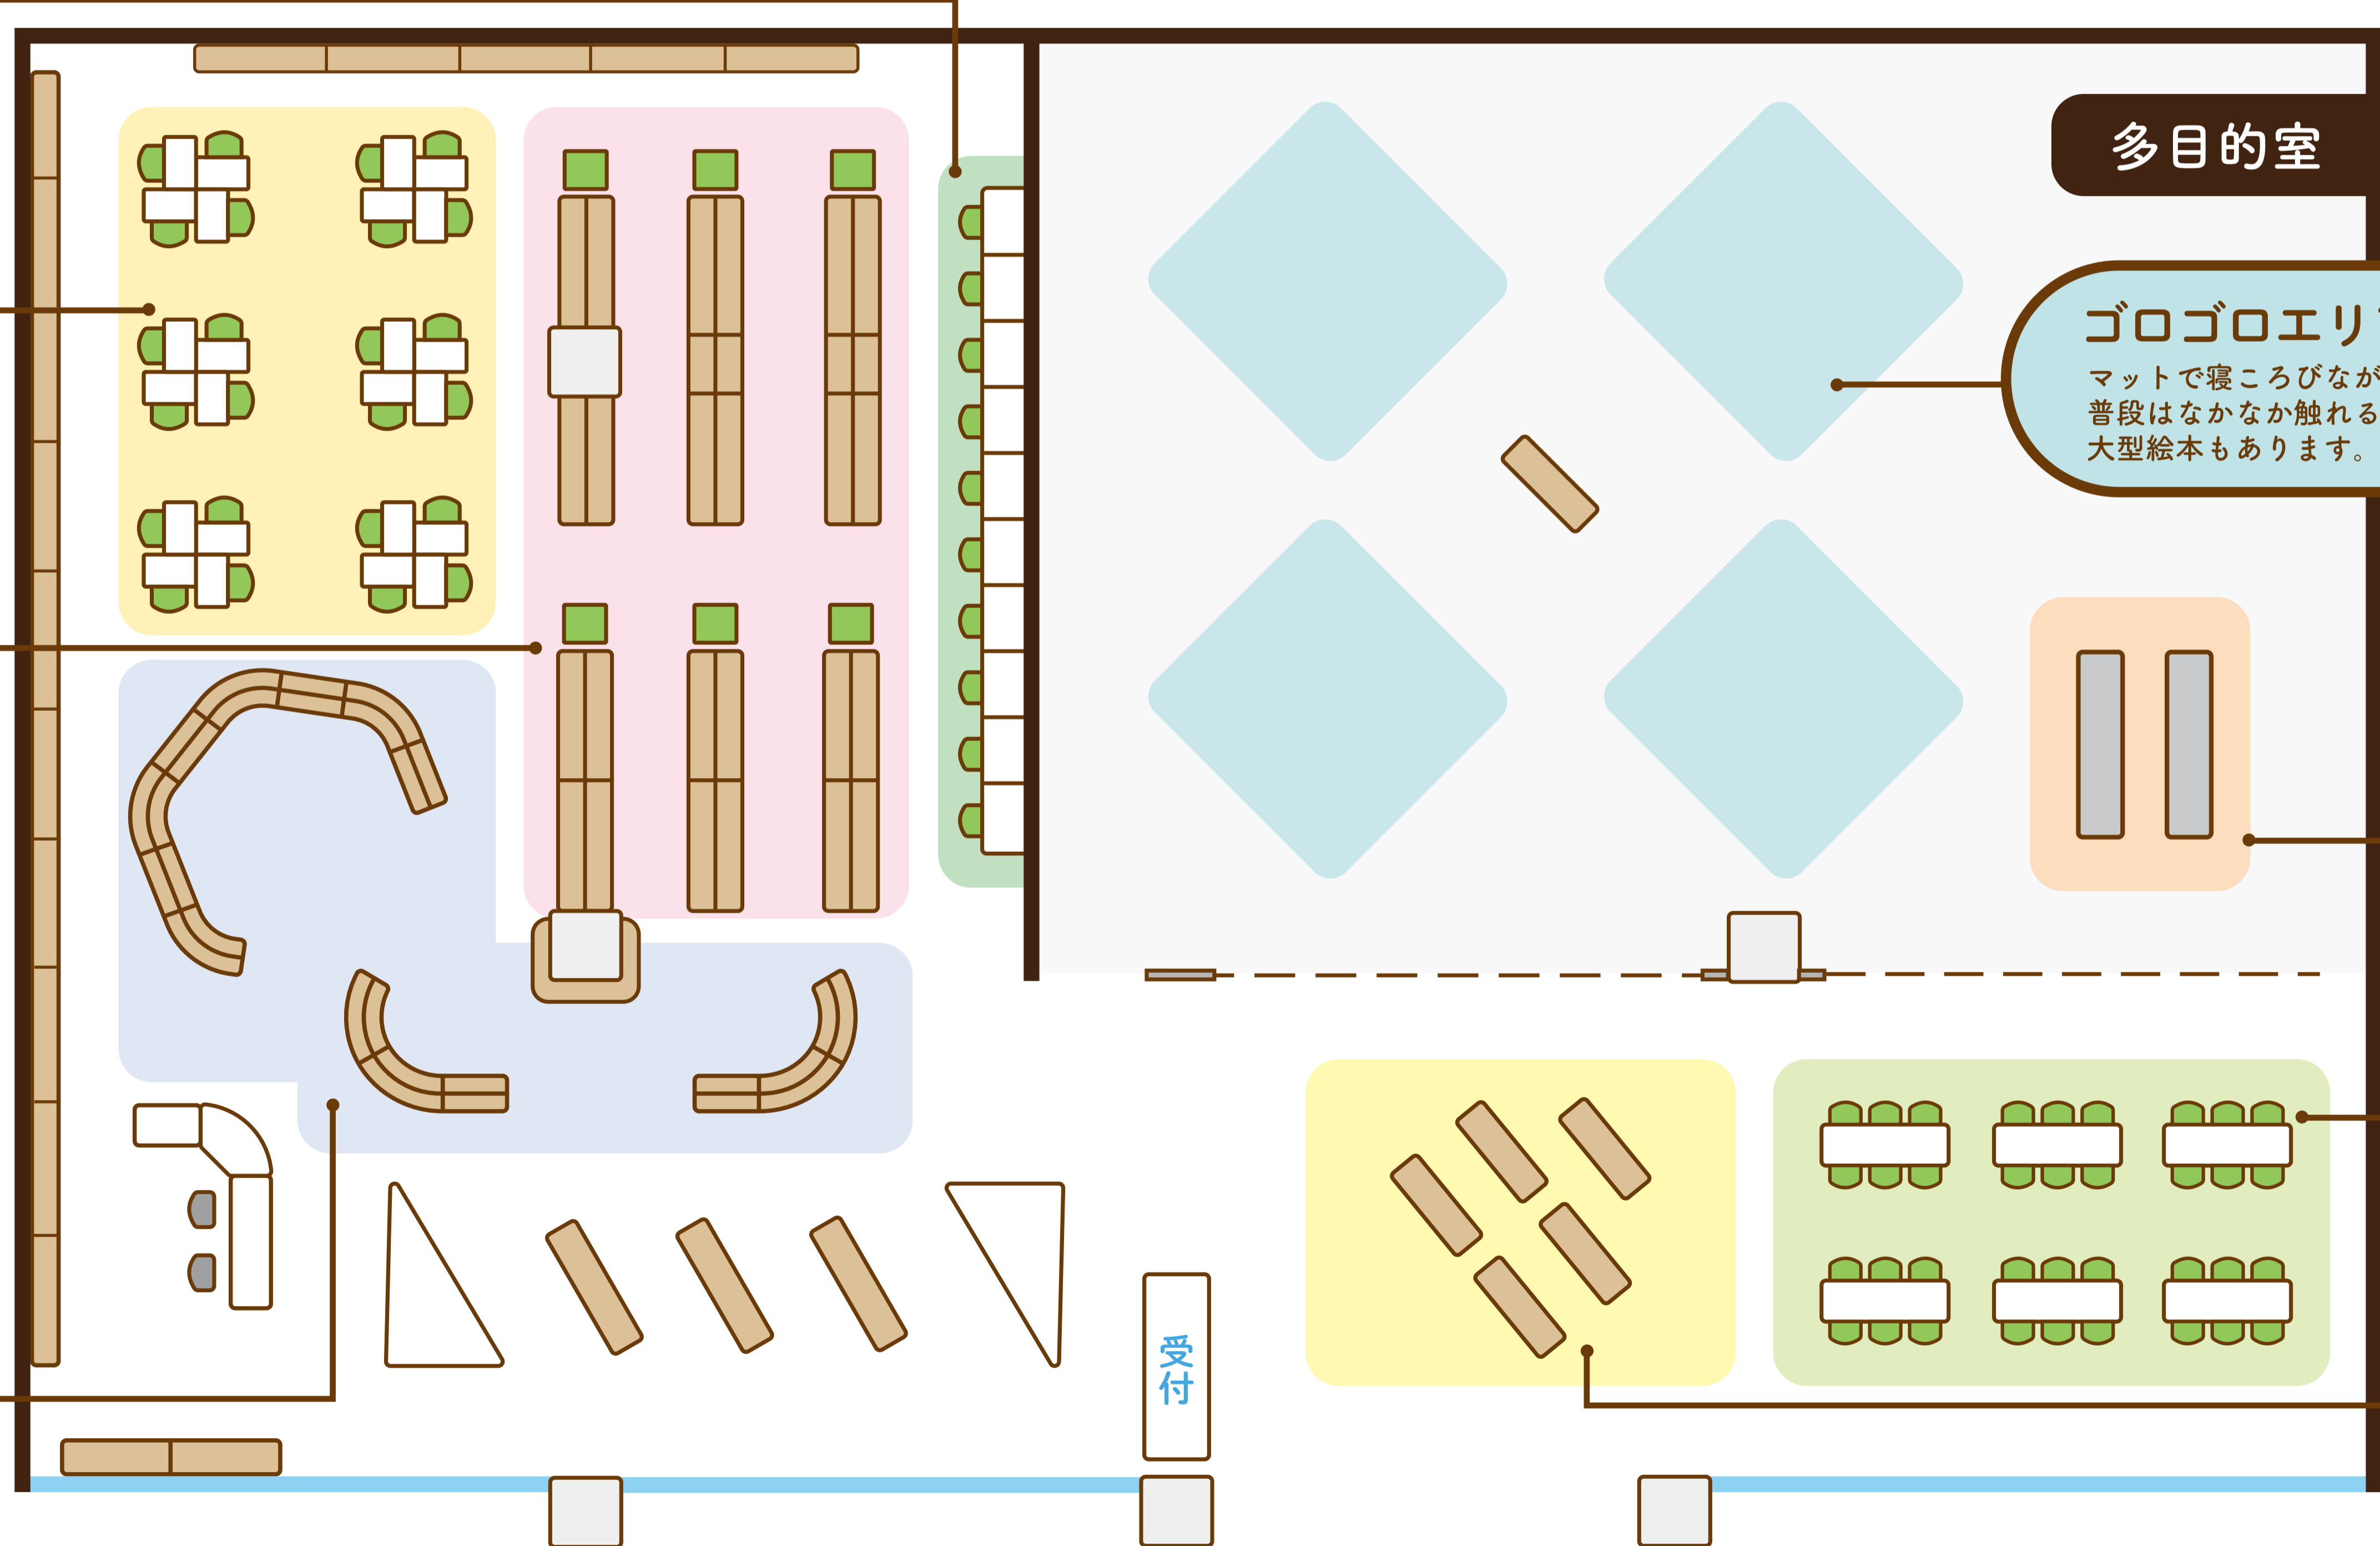 多目的室
ゴロゴロエリ
マットで寝ころびなが
普段はなかなか触れる
大型絵本もあります。
受付